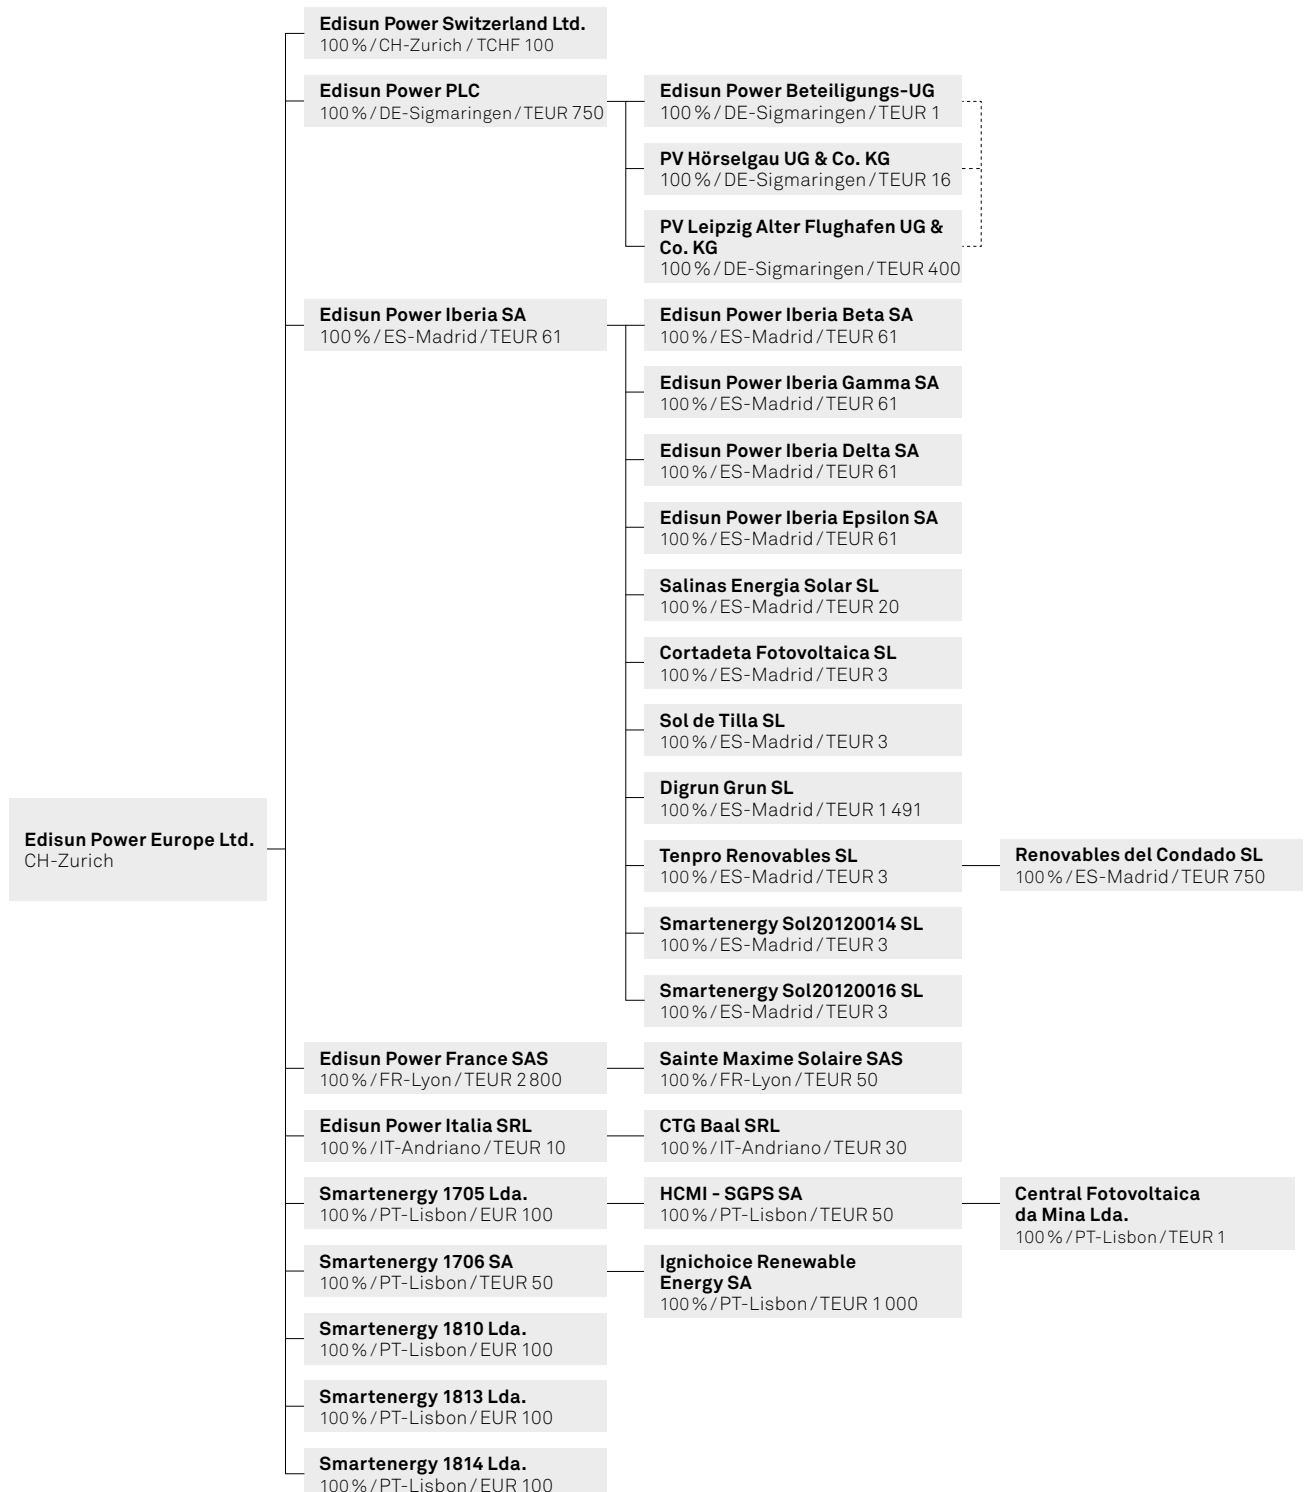 Edisun Power Switzerland Ltd.
100 % / CH-Zurich / TCHF 100
Edisun Power PLC
100 % / DE-Sigmaringen / TEUR 750
Edisun Power Beteiligungs-UG
100 % / DE-Sigmaringen / TEUR 1
PV Hörselgau UG & Co. KG
100 % / DE-Sigmaringen / TEUR 16
PV Leipzig Alter Flughafen UG &
Co. KG
100 % / DE-Sigmaringen / TEUR 400
Edisun Power Iberia SA
100 % / ES-Madrid / TEUR 61
Edisun Power Iberia Beta SA
100 % / ES-Madrid / TEUR 61
Edisun Power Iberia Gamma SA
100 % / ES-Madrid / TEUR 61
Edisun Power Iberia Delta SA
100 % / ES-Madrid / TEUR 61
Edisun Power Iberia Epsilon SA
100 % / ES-Madrid / TEUR 61
Salinas Energia Solar SL
100 % / ES-Madrid / TEUR 20
Cortadeta Fotovoltaica SL
100 % / ES-Madrid / TEUR 3
Sol de Tilla SL
100 % / ES-Madrid / TEUR 3
Digrun Grun SL
100 % / ES-Madrid / TEUR 1 491
Edisun Power Europe Ltd.
CH-Zurich
Tenpro Renovables SL
100 % / ES-Madrid / TEUR 3
Renovables del Condado SL
100 % / ES-Madrid / TEUR 750
Smartenergy Sol20120014 SL
100 % / ES-Madrid / TEUR 3
Smartenergy Sol20120016 SL
100 % / ES-Madrid / TEUR 3
Edisun Power France SAS
100 % / FR-Lyon / TEUR 2 800
Sainte Maxime Solaire SAS
100 % / FR-Lyon / TEUR 50
Edisun Power Italia SRL
100 % / IT-Andriano / TEUR 10
CTG Baal SRL
100 % / IT-Andriano / TEUR 30
Smartenergy 1705 Lda.
100 % / PT-Lisbon / EUR 100
HCMI - SGPS SA
100 % / PT-Lisbon / TEUR 50
Central Fotovoltaica
da Mina Lda.
100 % / PT-Lisbon / TEUR 1
Smartenergy 1706 SA
100 % / PT-Lisbon / TEUR 50
Ignichoice Renewable
Energy SA
100 % / PT-Lisbon / TEUR 1 000
Smartenergy 1810 Lda.
100 % / PT-Lisbon / EUR 100
Smartenergy 1813 Lda.
100 % / PT-Lisbon / EUR 100
Smartenergy 1814 Lda.
100 % / PT-Lisbon / EUR 100